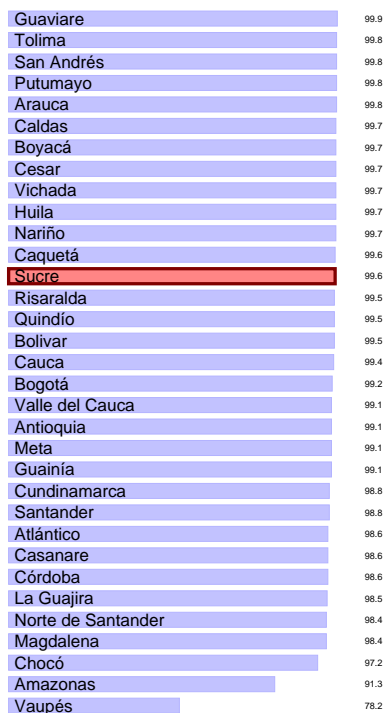 Guaviare 99.9
Tolima 99.8
San Andrés 99.8
Putumayo 99.8
Arauca 99.8
Caldas 99.7
Boyacá 99.7
Cesar 99.7
Vichada 99.7
Huila 99.7
Nariño 99.7
Caquetá 99.6
Sucre 99.6
Risaralda 99.5
Quindío 99.5
Bolivar 99.5
Cauca 99.4
Bogotá 99.2
Valle del Cauca 99.1
Antioquia 99.1
Meta 99.1
Guainía 99.1
Cundinamarca 98.8
Santander 98.8
Atlántico 98.6
Casanare 98.6
Córdoba 98.6
La Guajira 98.5
Norte de Santander 98.4
Magdalena 98.4
Chocó 97.2
Amazonas 91.3
Vaupés 78.2